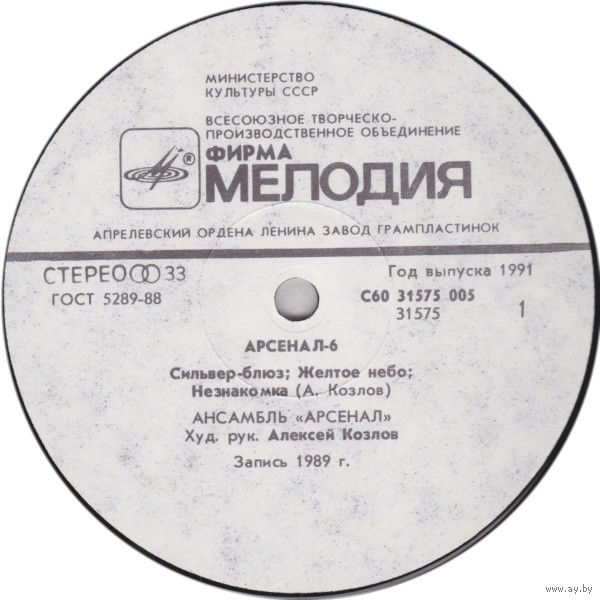 МИНИСТЕРСТВО
КУЛЬТУРЫ СССР
ВСЕСОЮЗНОЕ ТВОРЧЕСКО-
ПРОИЗВОДСТВЕННОЕ ОБЪЕДИНЕНИЕ
ФИРМА
®
МЕЛОДИЯ
АПРЕЛЕВСКИЙ ОРДЕНА ЛЕНИНА ЗАВОД ГРАМПЛАСТИНОК
СТЕРЕО 33
Год выпуска 1991
ГОСТ 5289-88
С60 31575 005
31575
1
АРСЕНАЛ-6
Сильвер-блюз; Желтое небо;
Незнакомка (А. Козлов)
АНСАМБЛЬ «АРСЕНАЛ»
Худ. рук. Алексей Козлов
Запись 1989 г.
www.ay.by